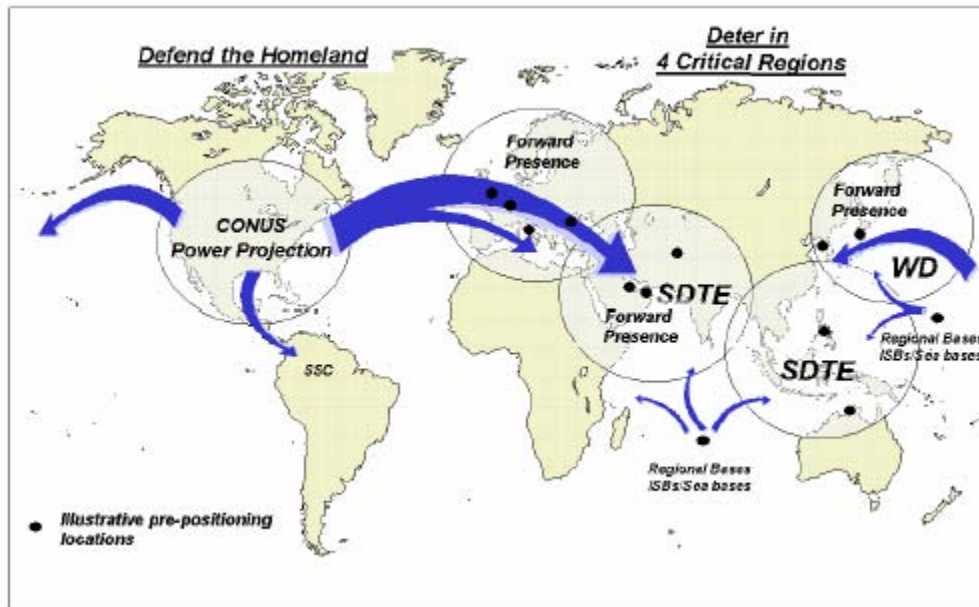 Defend the Homeland
Deter in
4 Critical Regions
Forward
Presence
Forward
Presence
CONUS
Power Projection
WD
SDTE
Forward
Presence
SSC
SDTE
Regional Bases
ISBs/Sea bases
Regional Bases
ISBs/Sea bases
Illustrative pre-positioning
locations